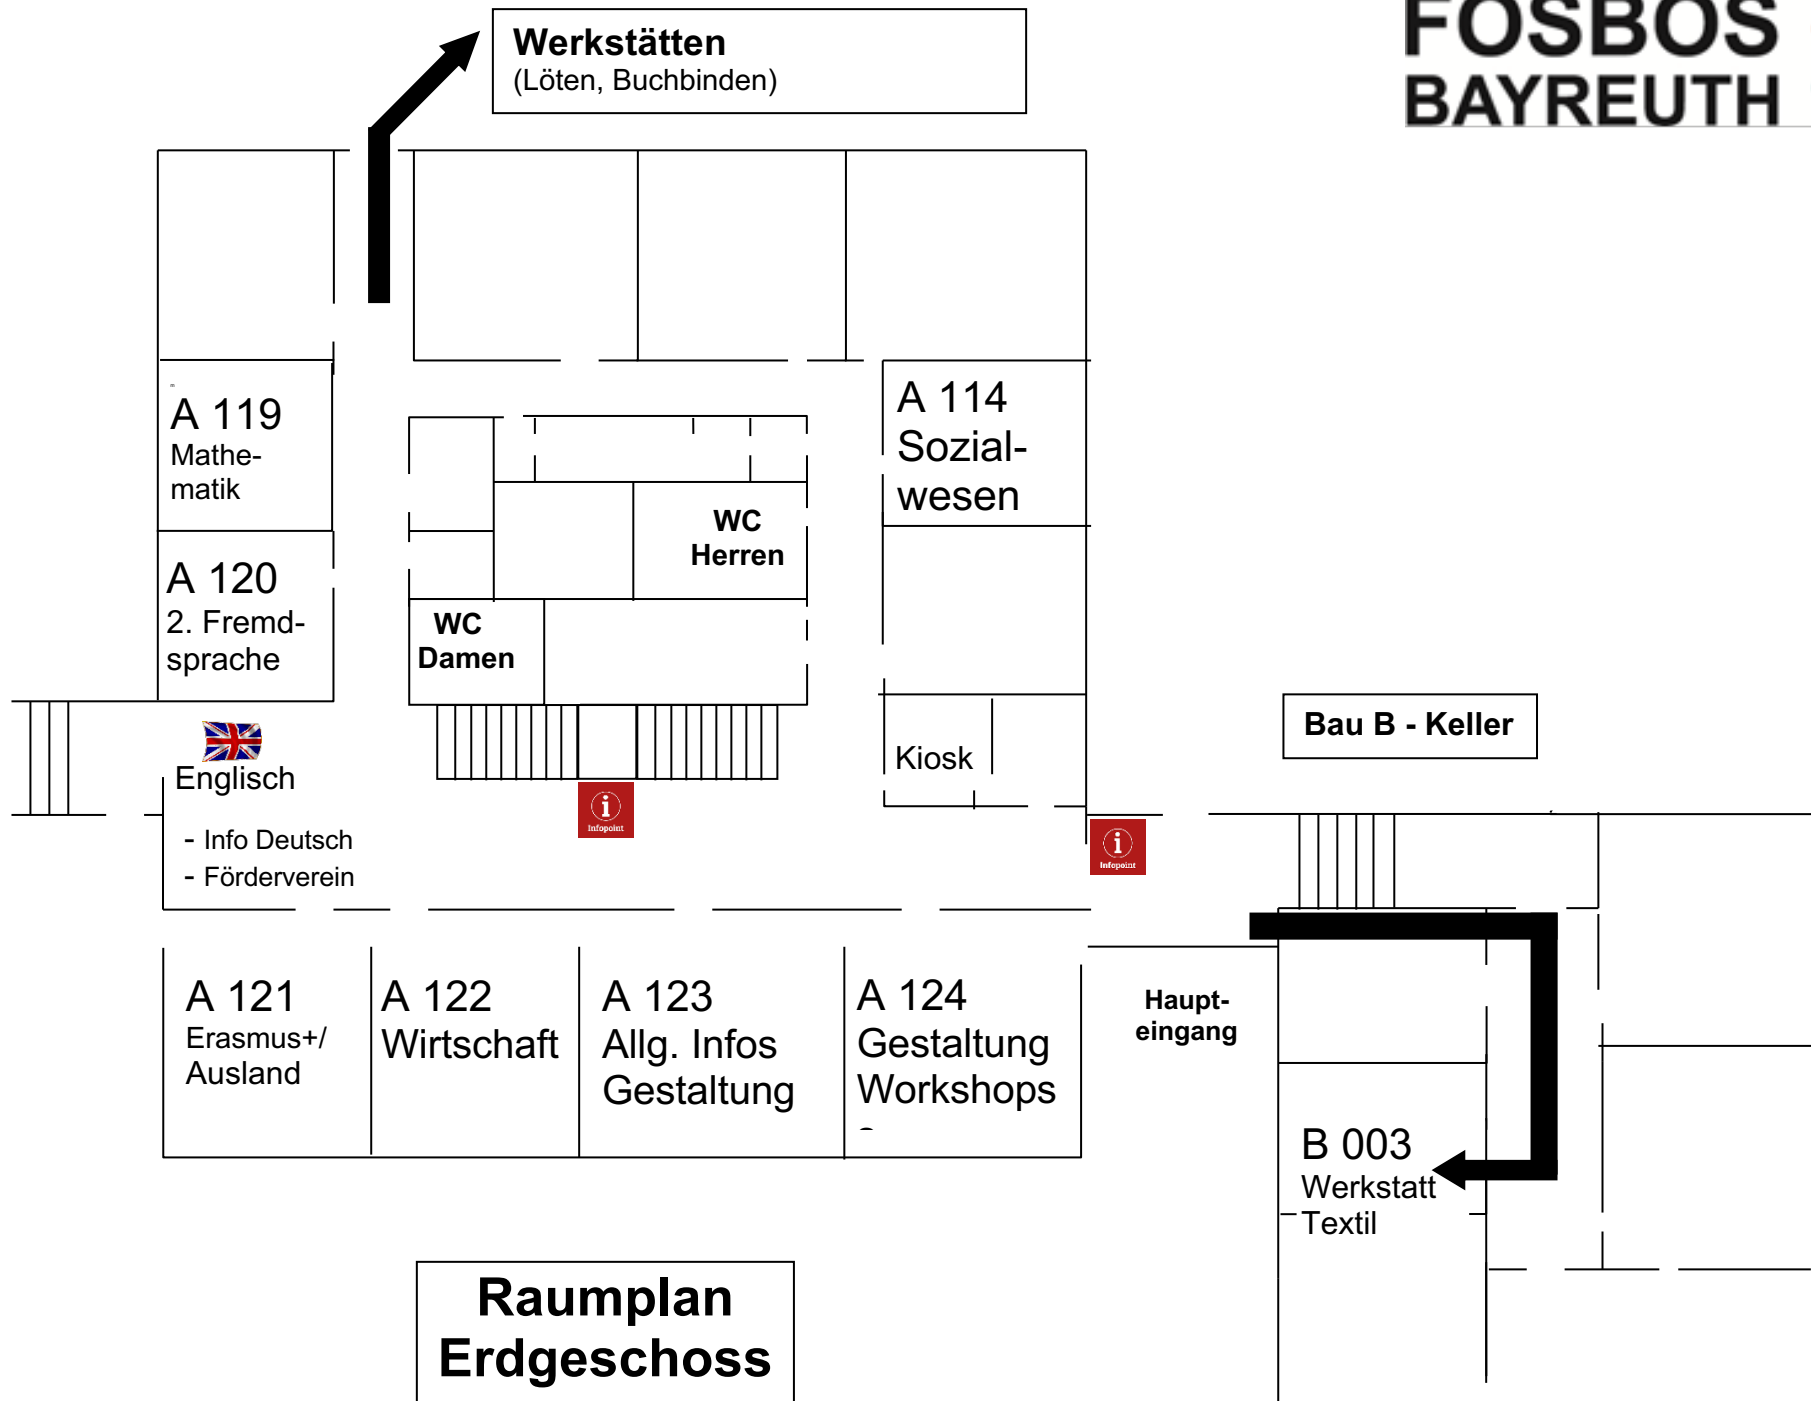 FOSBOS
BAYREUTH
Werkstätten
(Löten, Buchbinden)
A 119
Mathe-
matik
A 114
Sozial-
wesen
WC
Herren
A 120
2. Fremd-
sprache
WC
Damen
Bau B - Keller
Kiosk
Englisch
- Info Deutsch
- Förderverein
i
Infopoint
i
Infopoint
A 121
Erasmus+/
Ausland
A 122
Wirtschaft
A 123
Allg. Infos
Gestaltung
A 124
Gestaltung
Workshops
Haupt-
eingang
B 003
Werkstatt
Textil
Raumplan
Erdgeschoss